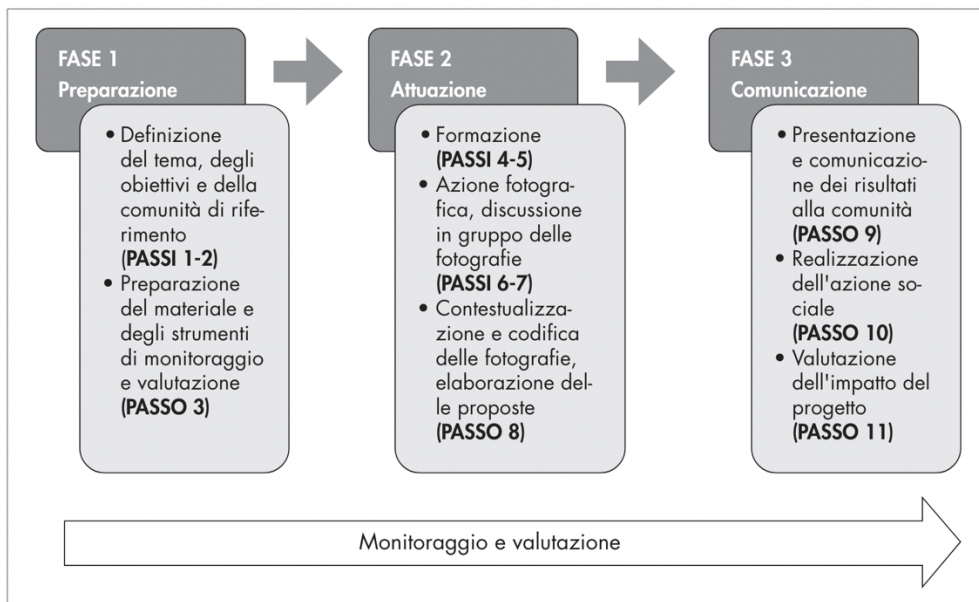 FASE 1
Preparazione
• Definizione
del tema, degli
obiettivi e della
comunità di rife-
rimento
(PASSI 1-2)
• Preparazione
del materiale e
degli strumenti
di monitoraggio
e valutazione
(PASSO 3)
FASE 2
Attuazione
• Formazione
(PASSI 4-5)
• Azione fotogra-
fica, discussione
in gruppo delle
fotografie
(PASSI 6-7)
• Contestualizza-
zione e codifica
delle fotografie,
elaborazione del-
le proposte
(PASSO 8)
FASE 3
Comunicazione
• Presentazione
e comunicazio-
ne dei risultati
alla comunità
(PASSO 9)
• Realizzazione
dell'azione so-
ciale
(PASSO 10)
• Valutazione
dell'impatto del
progetto
(PASSO 11)
Monitoraggio e valutazione